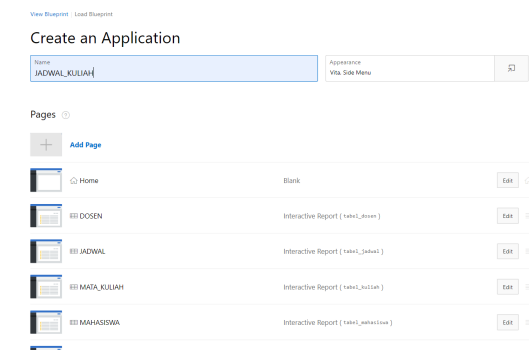 View Blueprint | Load Blueprint
Create an Application
Name
JADWAL_KULIAH
Appearance
Vita, Side Menu
Pages
Add Page
Home Blank Edit
DOSEN Interactive Report ( tabel_dosen ) Edit
JADWAL Interactive Report ( tabel_jadwal ) Edit
MATA_KULIAH Interactive Report ( tabel_kuliah ) Edit
MAHASISWA Interactive Report ( tabel_mahasiswa ) Edit